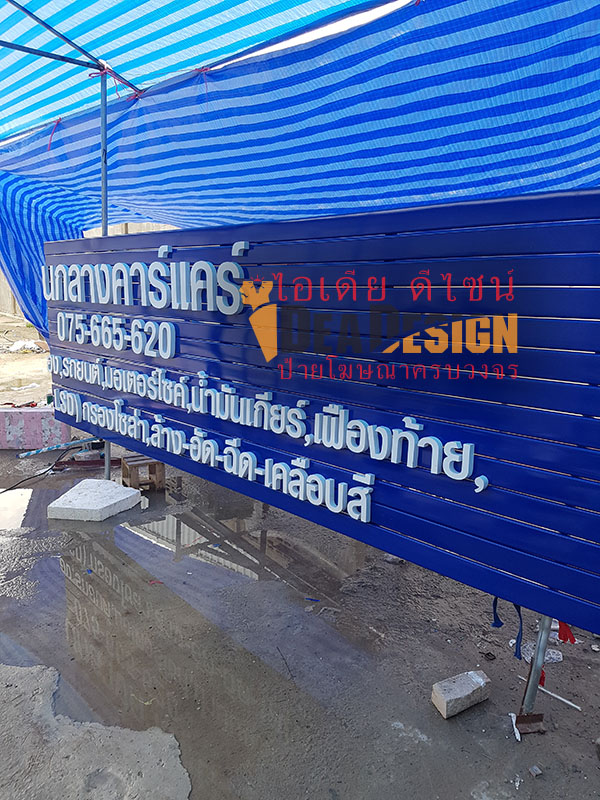 นกลางคาร์แคร์
075-665-620
อง,รถยนต์,มอเตอร์ไซค์,น้ำมันเกียร์,เฟืองท้าย,
LSD) กรองโซล่า,ล้าง-อัด-ฉีด-เคลือบสี
ไอเดีย ดีไซน์
IDEA DESIGN
ป้ายโฆษณาครบวงจร